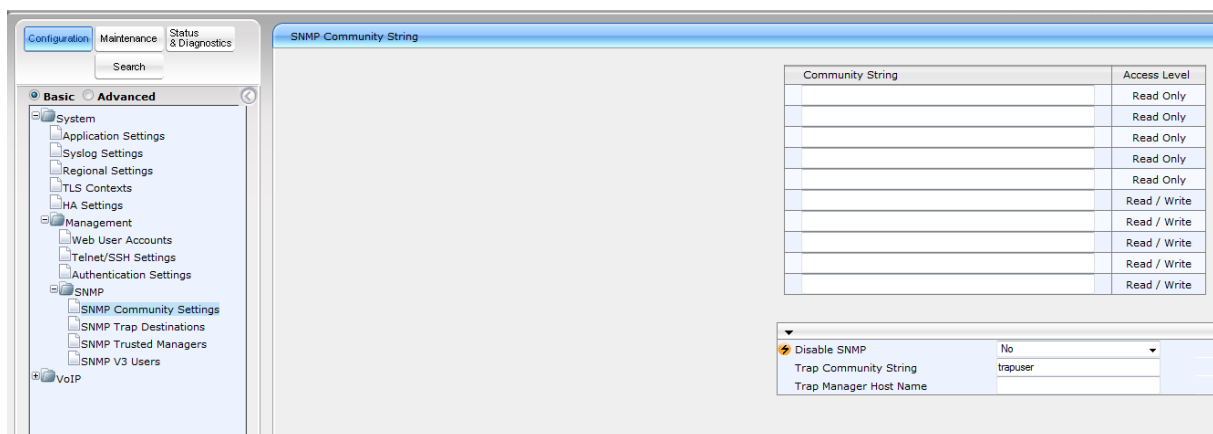 Configuration
Maintenance
Status
& Diagnostics
Search
Basic
Advanced
System
Application Settings
Syslog Settings
Regional Settings
TLS Contexts
HA Settings
Management
Web User Accounts
Telnet/SSH Settings
Authentication Settings
SNMP
SNMP Community Settings
SNMP Trap Destinations
SNMP Trusted Managers
SNMP V3 Users
VoIP
SNMP Community String
Community String Access Level
Read Only
Read Only
Read Only
Read Only
Read Only
Read / Write
Read / Write
Read / Write
Read / Write
Read / Write
Disable SNMP No
Trap Community String trapuser
Trap Manager Host Name